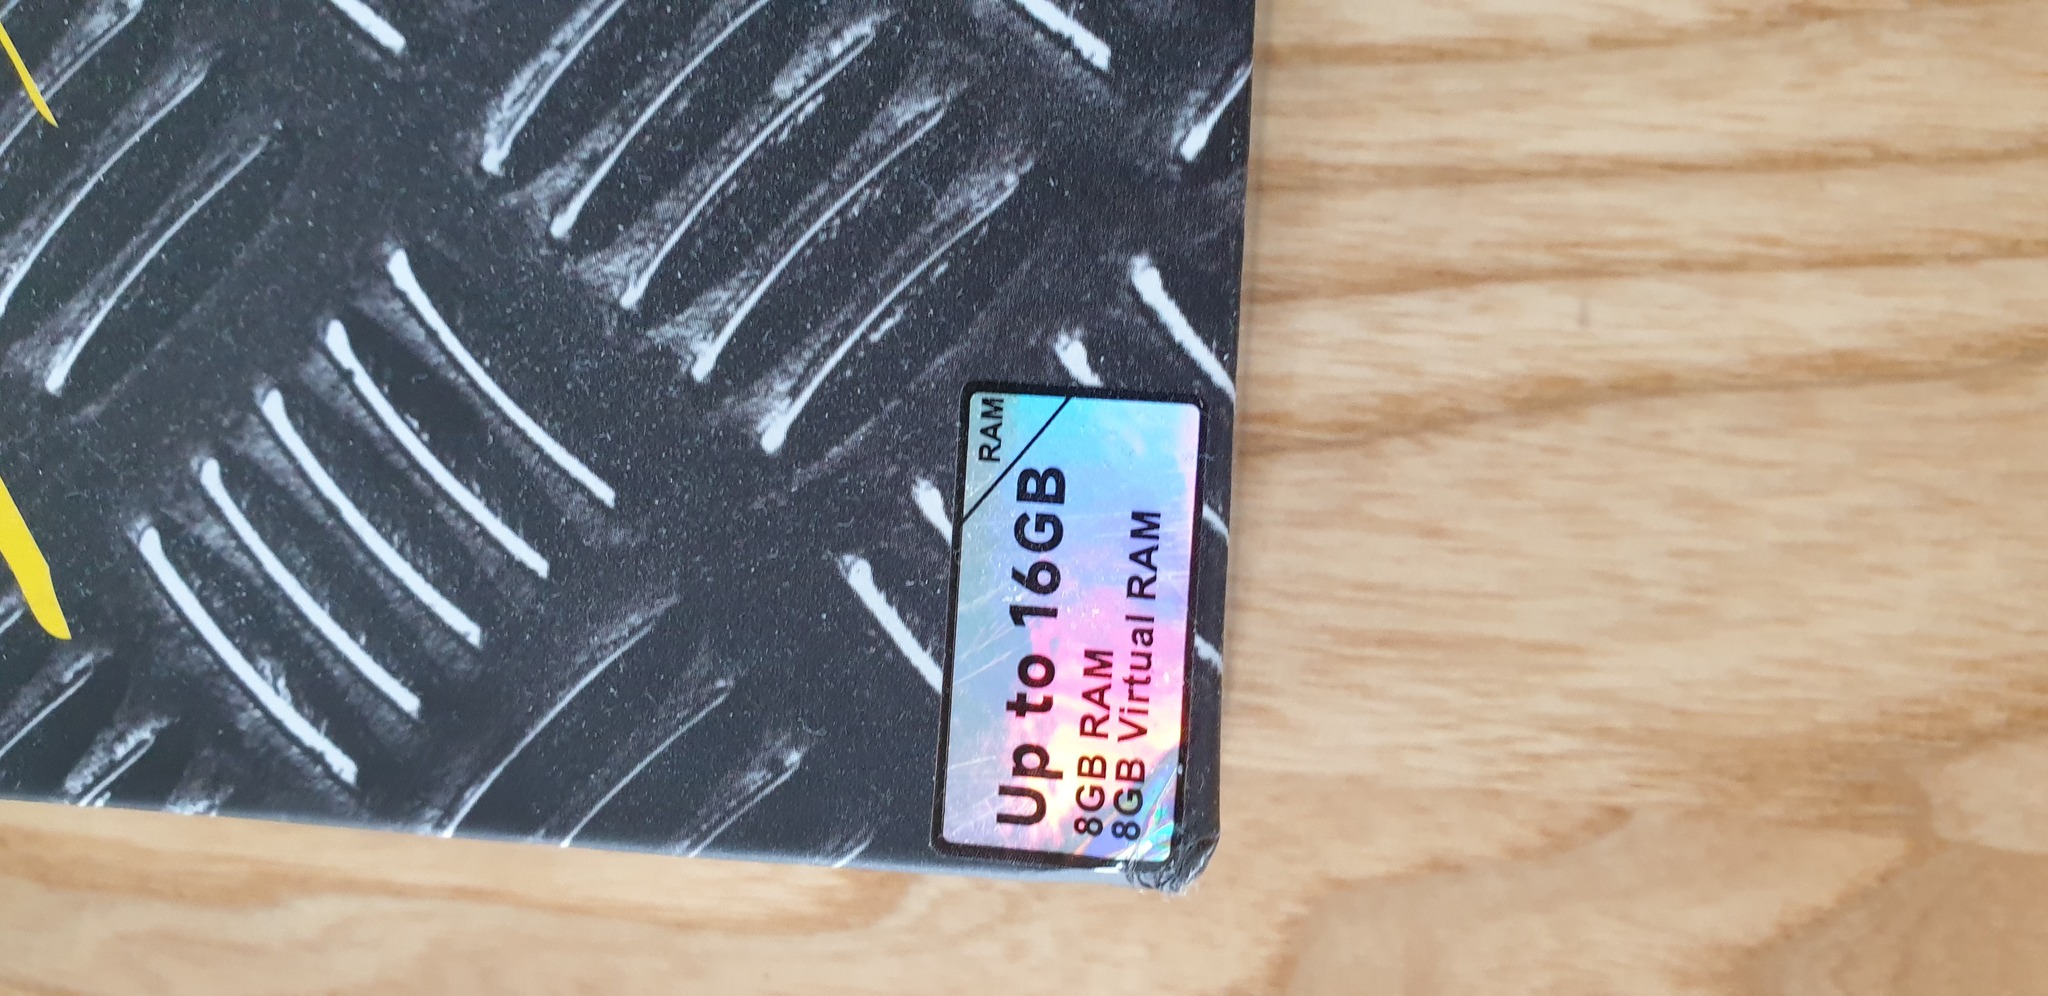 RAM
Up to 16GB
8GB RAM
8GB Virtual RAM